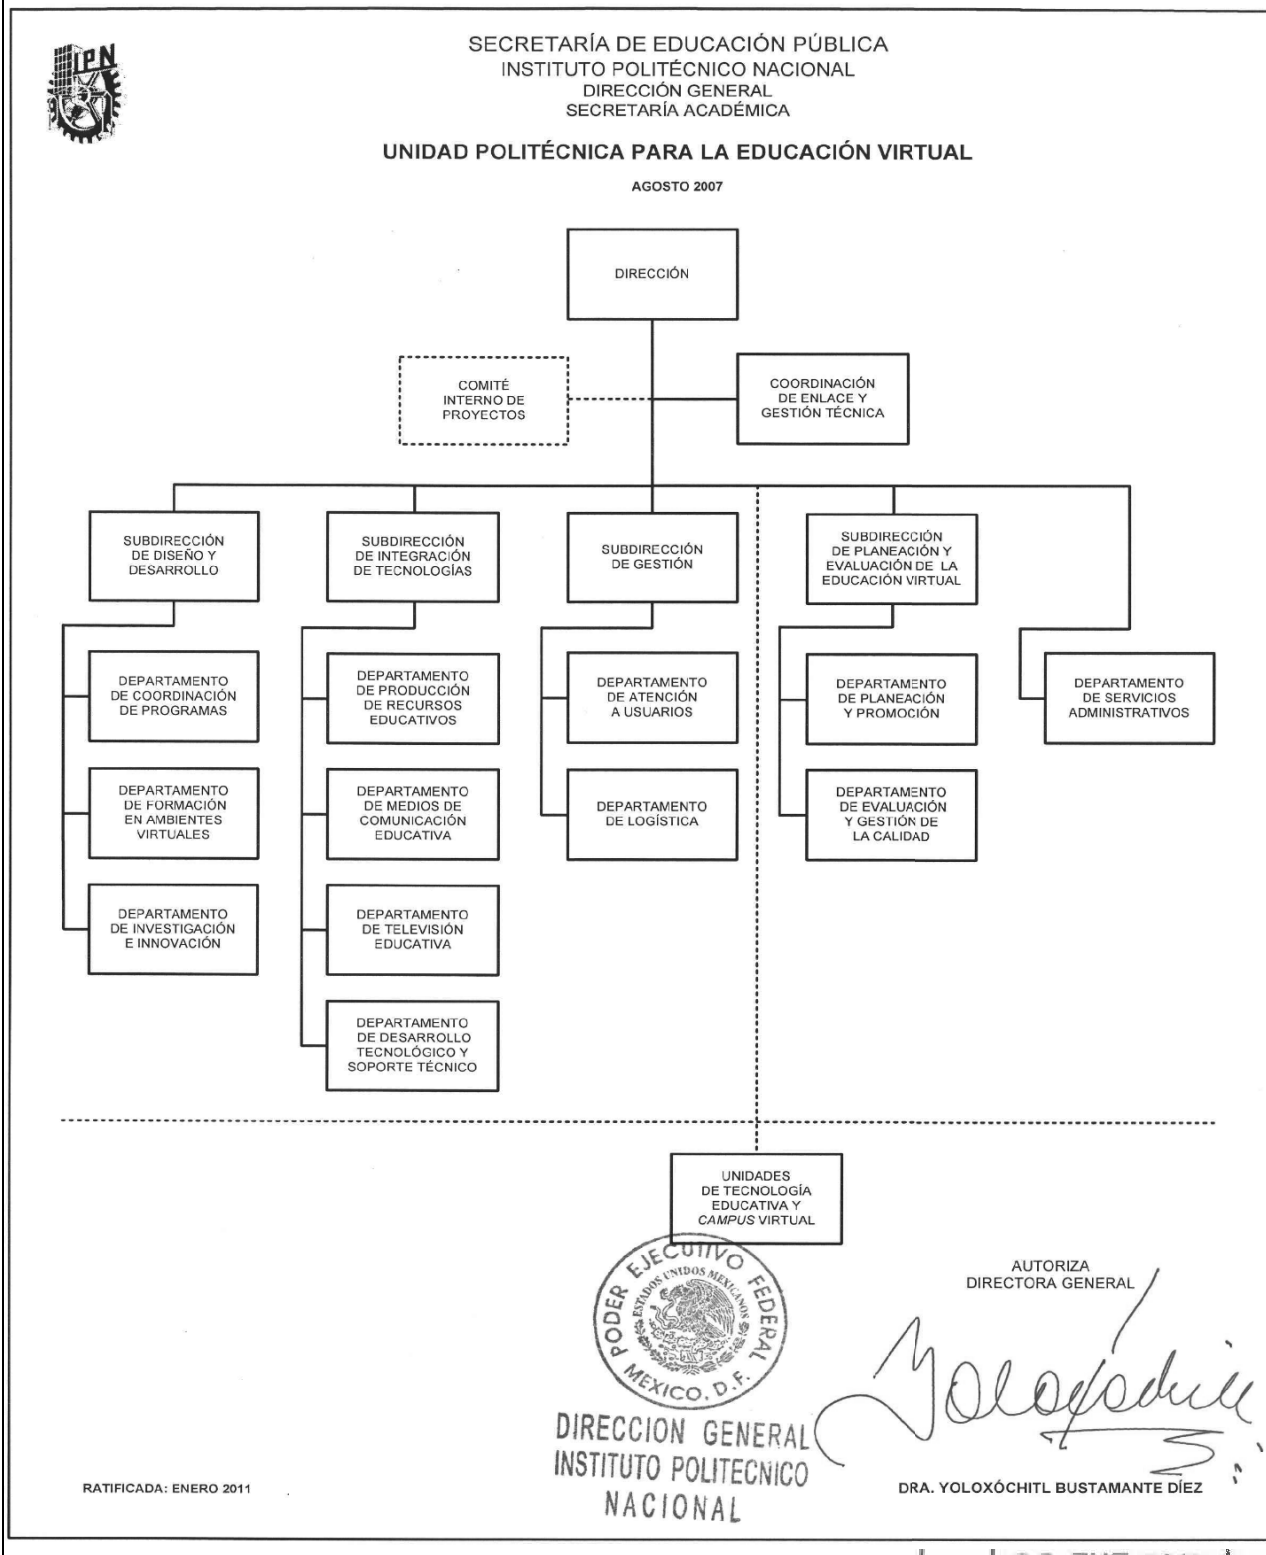 IPN
SECRETARÍA DE EDUCACIÓN PÚBLICA
INSTITUTO POLITÉCNICO NACIONAL
DIRECCIÓN GENERAL
SECRETARÍA ACADÉMICA
UNIDAD POLITÉCNICA PARA LA EDUCACIÓN VIRTUAL
AGOSTO 2007
DIRECCIÓN
COMITÉ
INTERNO DE
PROYECTOS
COORDINACIÓN
DE ENLACE Y
GESTIÓN TÉCNICA
SUBDIRECCIÓN
DE DISEÑO Y
DESARROLLO
SUBDIRECCIÓN
DE INTEGRACIÓN
DE TECNOLOGÍAS
SUBDIRECCIÓN
DE GESTIÓN
SUBDIRECCIÓN
DE PLANEACIÓN Y
EVALUACIÓN DE LA
EDUCACIÓN VIRTUAL
DEPARTAMENTO
DE COORDINACIÓN
DE PROGRAMAS
DEPARTAMENTO
DE PRODUCCIÓN
DE RECURSOS
EDUCATIVOS
DEPARTAMENTO
DE ATENCIÓN
A USUARIOS
DEPARTAMENTO
DE PLANEACIÓN
Y PROMOCIÓN
DEPARTAMENTO
DE SERVICIOS
ADMINISTRATIVOS
DEPARTAMENTO
DE FORMACIÓN
EN AMBIENTES
VIRTUALES
DEPARTAMENTO
DE MEDIOS DE
COMUNICACIÓN
EDUCATIVA
DEPARTAMENTO
DE LOGÍSTICA
DEPARTAMENTO
DE EVALUACIÓN
Y GESTIÓN DE
LA CALIDAD
DEPARTAMENTO
DE INVESTIGACIÓN
E INNOVACIÓN
DEPARTAMENTO
DE TELEVISIÓN
EDUCATIVA
DEPARTAMENTO
DE DESARROLLO
TECNOLÓGICO Y
SOPORTE TÉCNICO
UNIDADES
DE TECNOLOGÍA
EDUCATIVA Y
CAMPUS VIRTUAL
PODER EJECUTIVO FEDERAL
ESTADOS UNIDOS MEXICANOS
MEXICO, D.F.
DIRECCION GENERAL
INSTITUTO POLITECNICO
NACIONAL
AUTORIZA
DIRECTORA GENERAL
Yoloxóchitl
DRA. YOLOXÓCHITL BUSTAMANTE DÍEZ
RATIFICADA: ENERO 2011